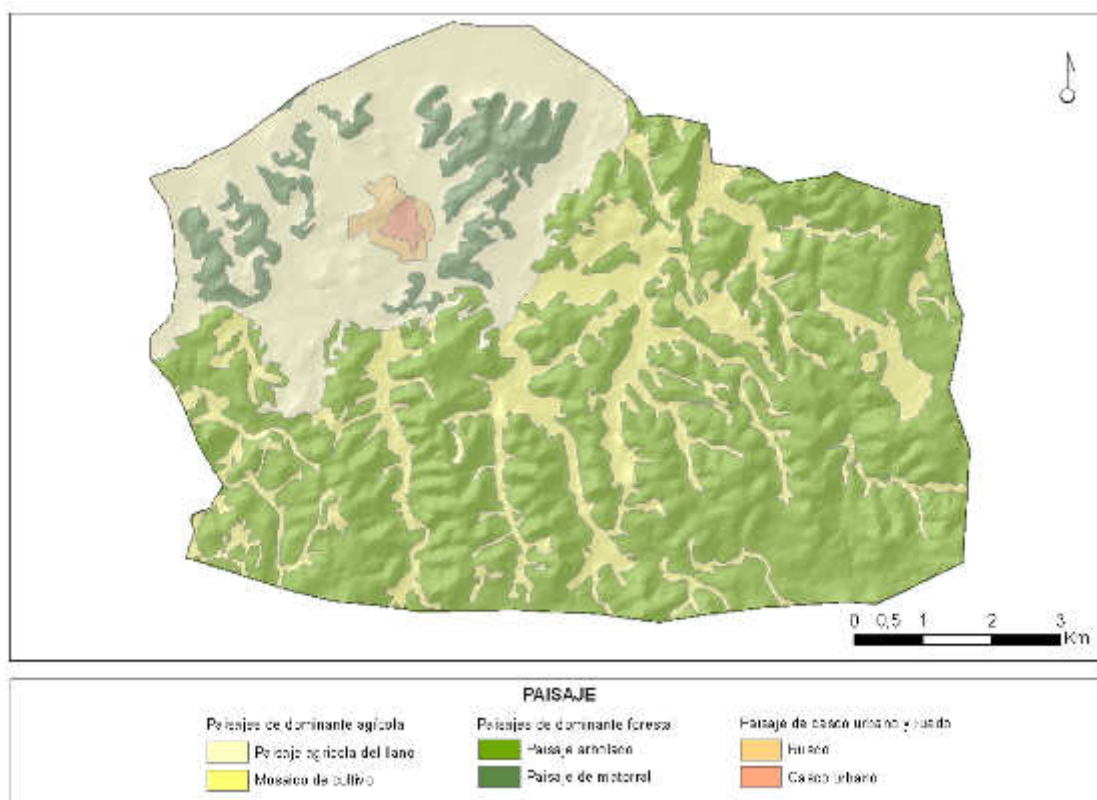 0 0,5 1 2 3
Km
PAISAJE
Paisajes de dominante agrícola
Paisaje agrícola del llano
Mosaico de cultivo
Paisajes de dominante forestal
Paisaje arbolado
Paisaje de matorral
Paisaje de casco urbano y ruedo
Ruedo
Casco urbano